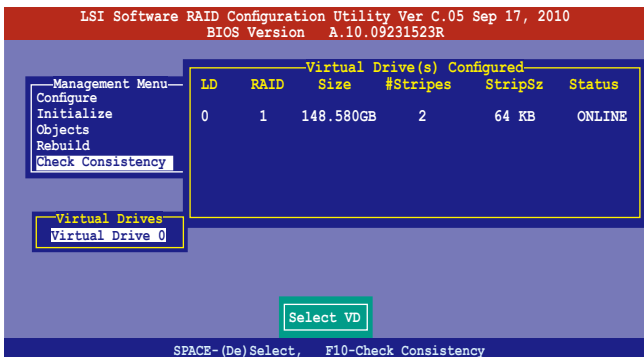 LSI Software RAID Configuration Utility Ver C.05 Sep 17, 2010
BIOS Version A.10.09231523R
Management Menu
Configure
Initialize
Objects
Rebuild
Check Consistency
Virtual Drive(s) Configured
LD RAID Size #Stripes StripSz Status
0 1 148.580GB 2 64 KB ONLINE
Virtual Drives
Virtual Drive 0
Select VD
SPACE-(De)Select, F10-Check Consistency